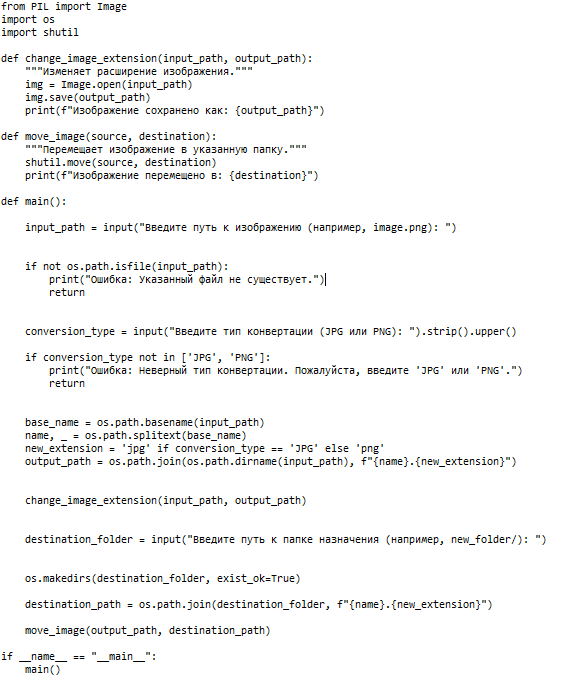 from PIL import Image
import os
import shutil

def change_image_extension(input_path, output_path):
    """Изменяет расширение изображения."""
    img = Image.open(input_path)
    img.save(output_path)
    print(f"Изображение сохранено как: {output_path}")

def move_image(source, destination):
    """Перемещает изображение в указанную папку."""
    shutil.move(source, destination)
    print(f"Изображение перемещено в: {destination}")

def main():

    input_path = input("Введите путь к изображению (например, image.png): ")


    if not os.path.isfile(input_path):
        print("Ошибка: Указанный файл не существует.")
        return


    conversion_type = input("Введите тип конвертации (JPG или PNG): ").strip().upper()

    if conversion_type not in ['JPG', 'PNG']:
        print("Ошибка: Неверный тип конвертации. Пожалуйста, введите 'JPG' или 'PNG'.")
        return


    base_name = os.path.basename(input_path)
    name, _ = os.path.splitext(base_name)
    new_extension = 'jpg' if conversion_type == 'JPG' else 'png'
    output_path = os.path.join(os.path.dirname(input_path), f"{name}.{new_extension}")


    change_image_extension(input_path, output_path)


    destination_folder = input("Введите путь к папке назначения (например, new_folder/): ")


    os.makedirs(destination_folder, exist_ok=True)

    destination_path = os.path.join(destination_folder, f"{name}.{new_extension}")

    move_image(output_path, destination_path)

if __name__ == "__main__":
    main()